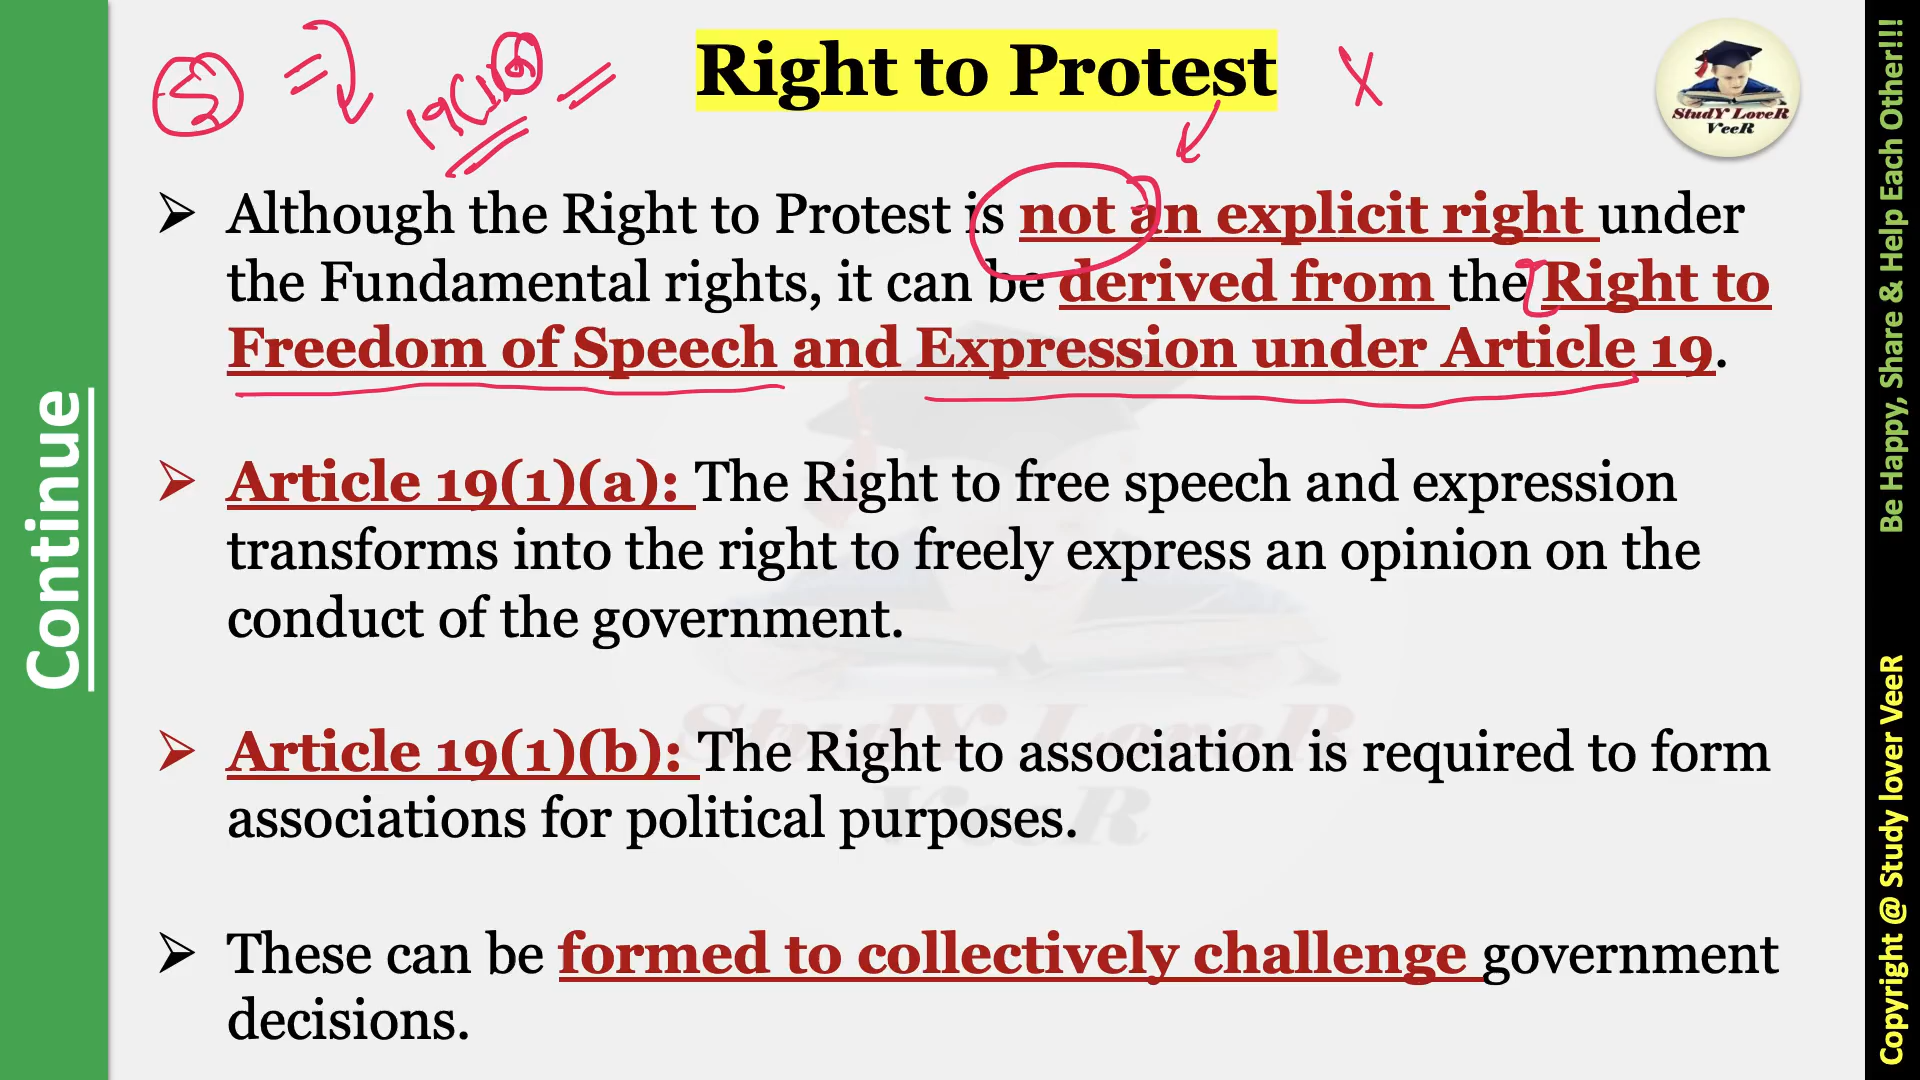 Right to Protest
19(1)(a)
X
StudY LoveR
VeeR
➢ Although the Right to Protest is not an explicit right under
the Fundamental rights, it can be derived from the Right to
Freedom of Speech and Expression under Article 19.
➢ Article 19(1)(a): The Right to free speech and expression
transforms into the right to freely express an opinion on the
conduct of the government.
➢ Article 19(1)(b): The Right to association is required to form
associations for political purposes.
➢ These can be formed to collectively challenge government
decisions.
StudY LoveR
VeeR
Continue
Be Happy, Share & Help Each Other!!!
Copyright @ Study lover VeeR